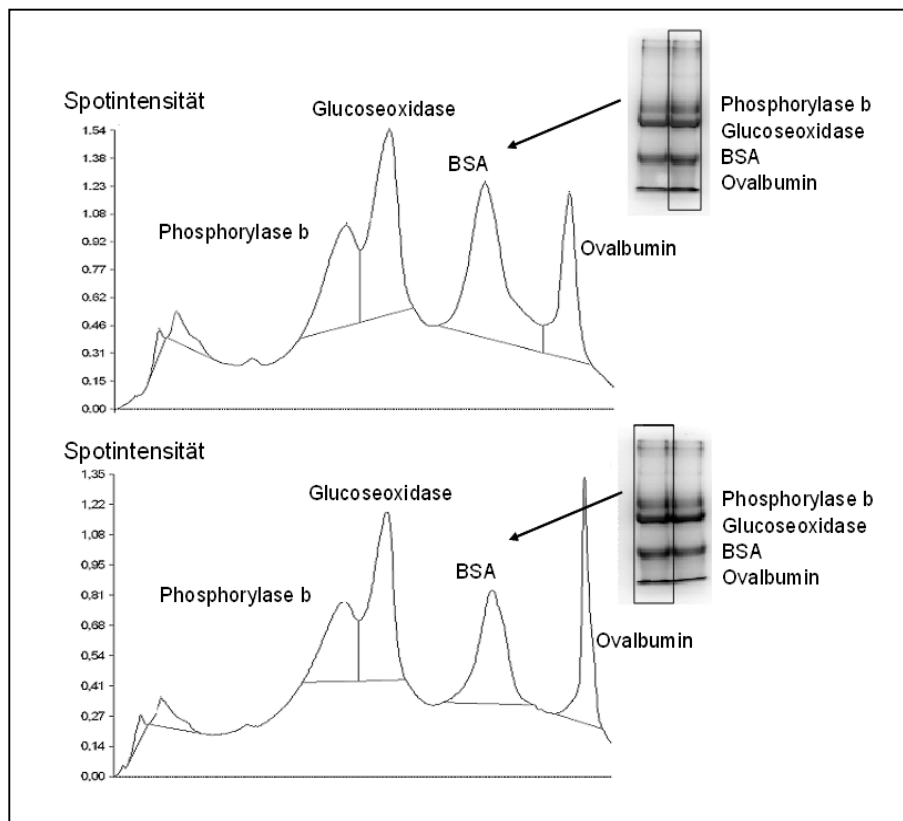 Spotintensität
Glucoseoxidase
BSA
Phosphorylase b
Ovalbumin
1.54
1.38
1.23
1.08
0.92
0.77
0.62
0.46
0.31
0.15
0.00
Phosphorylase b
Glucoseoxidase
BSA
Ovalbumin
Spotintensität
Glucoseoxidase
BSA
Phosphorylase b
Ovalbumin
1,35
1,22
1,08
0,95
0,81
0,68
0,54
0,41
0,27
0,14
0,00
Phosphorylase b
Glucoseoxidase
BSA
Ovalbumin